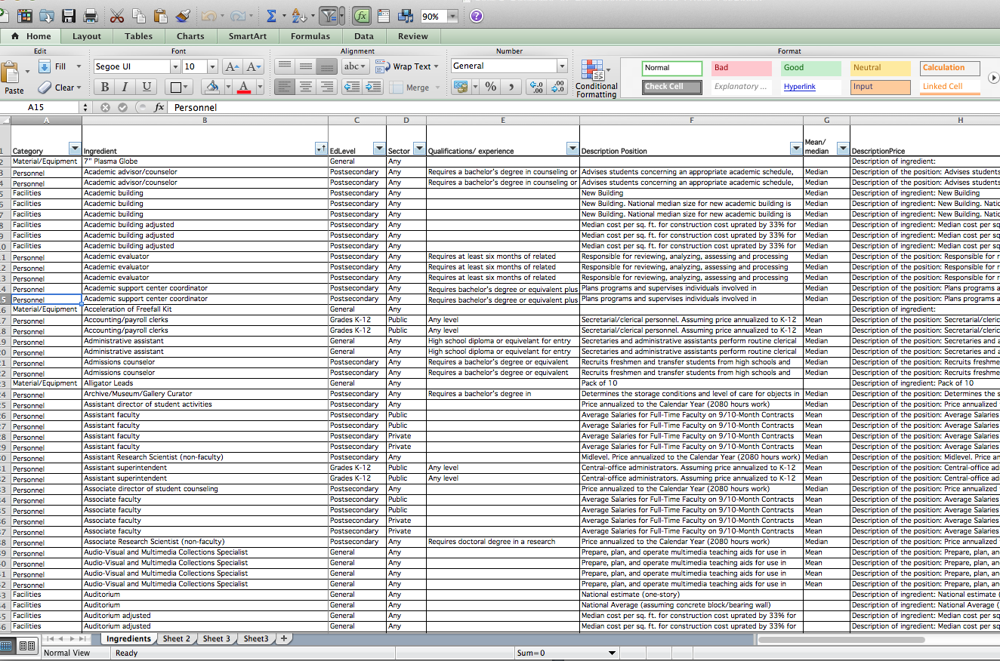 90%
Home Layout Tables Charts SmartArt Formulas Data Review
Edit Font Alignment Number Format
Fill Segoe UI 10 A A abc Wrap Text General Normal Bad Good Neutral Calculation
Paste Clear B I U A Merge % Conditional Formatting Check Cell Explanatory ... Hyperlink Input Linked Cell
A15 fx Personnel
A B C D E F G H
1 Category Ingredient EdLevel Sector Qualifications/ experience Description Position Mean/ median DescriptionPrice
2 Material/Equipment 7" Plasma Globe General Any Description of ingredient:
3 Personnel Academic advisor/counselor Postsecondary Any Requires a bachelor's degree in counseling or Advises students concerning an appropriate academic schedule, Median Description of the position: Advises students
4 Personnel Academic advisor/counselor Postsecondary Any Requires a bachelor's degree in counseling or Advises students concerning an appropriate academic schedule, Median Description of the position: Advises students
5 Facilities Academic building Postsecondary Any New Building Median Description of ingredient: New Building
6 Facilities Academic building Postsecondary Any New Building. National median size for new academic building is Median Description of ingredient: New Building. Natio
7 Facilities Academic building Postsecondary Any New Building. National median size for new academic building is Median Description of ingredient: New Building. Natio
8 Facilities Academic building adjusted Postsecondary Any Median cost per sq. ft. for construction cost uprated by 33% for Median Description of ingredient: Median cost per sq
9 Facilities Academic building adjusted Postsecondary Any Median cost per sq. ft. for construction cost uprated by 33% for Median Description of ingredient: Median cost per sq
0 Facilities Academic building adjusted Postsecondary Any Median cost per sq. ft. for construction cost uprated by 33% for Median Description of ingredient: Median cost per sq
1 Personnel Academic evaluator Postsecondary Any Requires at least six months of related Responsible for reviewing, analyzing, assessing and processing Median Description of the position: Responsible for r
2 Personnel Academic evaluator Postsecondary Any Requires at least six months of related Responsible for reviewing, analyzing, assessing and processing Median Description of the position: Responsible for r
3 Personnel Academic evaluator Postsecondary Any Requires at least six months of related Responsible for reviewing, analyzing, assessing and processing Median Description of the position: Responsible for r
4 Personnel Academic support center coordinator Postsecondary Any Requires bachelor's degree or equivalent plus Plans programs and supervises individuals involved in Median Description of the position: Plans programs a
5 Personnel Academic support center coordinator Postsecondary Any Requires bachelor's degree or equivalent plus Plans programs and supervises individuals involved in Median Description of the position: Plans programs a
6 Material/Equipment Acceleration of Freefall Kit General Any Description of ingredient:
7 Personnel Accounting/payroll clerks Grades K-12 Public Any level Secretarial/clerical personnel. Assuming price annualized to K-12 Mean Description of the position: Secretarial/cleric
8 Personnel Accounting/payroll clerks Grades K-12 Public Any level Secretarial/clerical personnel. Assuming price annualized to K-12 Mean Description of the position: Secretarial/cleric
9 Personnel Administrative assistant General Any High school diploma or equivelant for entry Secretaries and administrative assistants perform routine clerical Median Description of the position: Secretaries and a
0 Personnel Administrative assistant General Any High school diploma or equivelant for entry Secretaries and administrative assistants perform routine clerical Median Description of the position: Secretaries and a
1 Personnel Admissions counselor Postsecondary Any Requires a bachelor's degree or equivalent Recruits freshmen and transfer students from high schools and Median Description of the position: Recruits freshme
2 Personnel Admissions counselor Postsecondary Any Requires a bachelor's degree or equivalent Recruits freshmen and transfer students from high schools and Median Description of the position: Recruits freshme
3 Material/Equipment Alligator Leads General Any Pack of 10 Description of ingredient: Pack of 10
4 Personnel Archive/Museum/Gallery Curator Postsecondary Any Requires a bachelor's degree in Determines the storage conditions and level of care for objects in Median Description of the position: Determines the s
5 Personnel Assistant director of student activities Postsecondary Any Price annualized to the Calendar Year (2080 hours work) Median Description of the position: Price annualized
6 Personnel Assistant faculty Postsecondary Public Average Salaries for Full-Time Faculty on 9/10-Month Contracts Mean Description of the position: Average Salaries
7 Personnel Assistant faculty Postsecondary Public Average Salaries for Full-Time Faculty on 9/10-Month Contracts Mean Description of the position: Average Salaries
8 Personnel Assistant faculty Postsecondary Private Average Salaries for Full-Time Faculty on 9/10-Month Contracts Mean Description of the position: Average Salaries
9 Personnel Assistant faculty Postsecondary Private Average Salaries for Full-Time Faculty on 9/10-Month Contracts Mean Description of the position: Average Salaries
0 Personnel Assistant Research Scientist (non-faculty) Postsecondary Any Midlevel. Price annualized to the Calendar Year (2080 hours work) Median Description of the position: Midlevel. Price an
1 Personnel Assistant superintendent Grades K-12 Public Any level Central-office administrators. Assuming price annualized to K-12 Mean Description of the position: Central-office ad
2 Personnel Assistant superintendent Grades K-12 Public Any level Central-office administrators. Assuming price annualized to K-12 Mean Description of the position: Central-office ad
3 Personnel Associate director of student counseling Postsecondary Any Price annualized to the Calendar Year (2080 hours work) Median Description of the position: Price annualized
4 Personnel Associate faculty Postsecondary Public Average Salaries for Full-Time Faculty on 9/10-Month Contracts Mean Description of the position: Average Salaries
5 Personnel Associate faculty Postsecondary Public Average Salaries for Full-Time Faculty on 9/10-Month Contracts Mean Description of the position: Average Salaries
6 Personnel Associate faculty Postsecondary Private Average Salaries for Full-Time Faculty on 9/10-Month Contracts Mean Description of the position: Average Salaries
7 Personnel Associate faculty Postsecondary Private Average Salaries for Full-Time Faculty on 9/10-Month Contracts Mean Description of the position: Average Salaries
8 Personnel Associate Research Scientist (non-faculty) Postsecondary Any Requires doctoral degree in a research Price annualized to the Calendar Year (2080 hours work) Median Description of the position: Price annualized
9 Personnel Audio-Visual and Multimedia Collections Specialist General Any Prepare, plan, and operate multimedia teaching aids for use in Mean Description of the position: Prepare, plan, an
0 Personnel Audio-Visual and Multimedia Collections Specialist General Any Prepare, plan, and operate multimedia teaching aids for use in Mean Description of the position: Prepare, plan, an
1 Personnel Audio-Visual and Multimedia Collections Specialist General Any Prepare, plan, and operate multimedia teaching aids for use in Mean Description of the position: Prepare, plan, an
2 Personnel Audio-Visual and Multimedia Collections Specialist General Any Prepare, plan, and operate multimedia teaching aids for use in Mean Description of the position: Prepare, plan, an
3 Facilities Auditorium General Any National estimate (one-story) Description of ingredient: National estimate (
4 Facilities Auditorium General Any National Average (assuming concrete block/bearing wall) Description of ingredient: National Average (
5 Facilities Auditorium adjusted General Any Median cost per sq. ft. for construction cost uprated by 33% for Description of ingredient: Median cost per sq
6 Facilities Auditorium adjusted General Any Median cost per sq. ft. for construction cost uprated by 33% for Description of ingredient: Median cost per sq
Ingredients Sheet 2 Sheet 3 Sheet3 +
Normal View Ready Sum=0